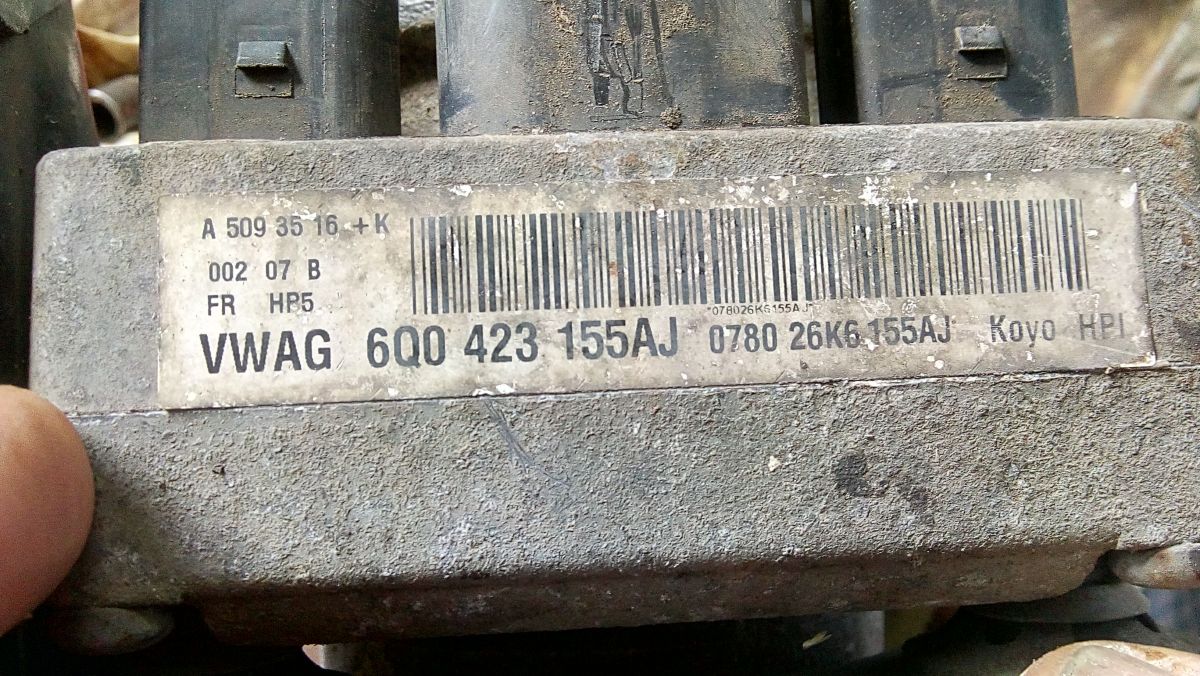 A 509 35 16 + K
002 07 B
FR HP5
*078026K6155AJ*
VWAG 6Q0 423 155AJ 0780 26K6 155AJ Koyo HPI